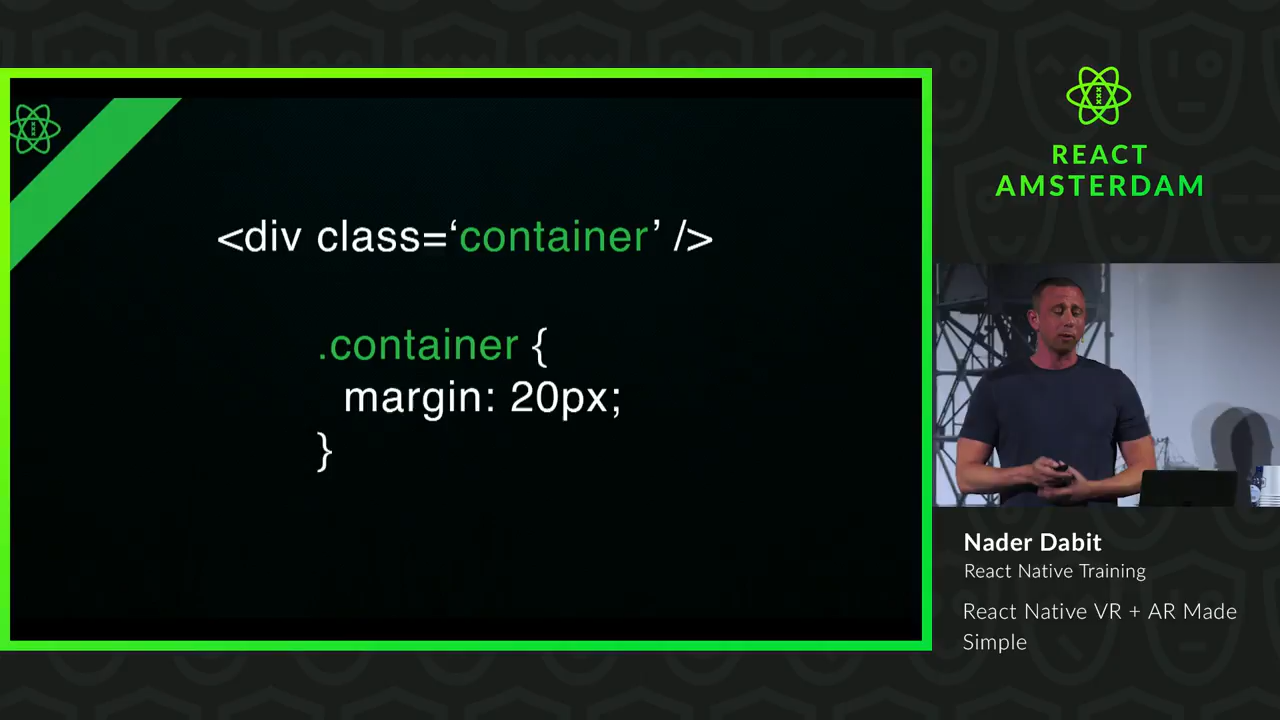 <div class=‘container’ />
.container {
margin: 20px;
}
REACT
AMSTERDAM
Nader Dabit
React Native Training
React Native VR + AR Made
Simple